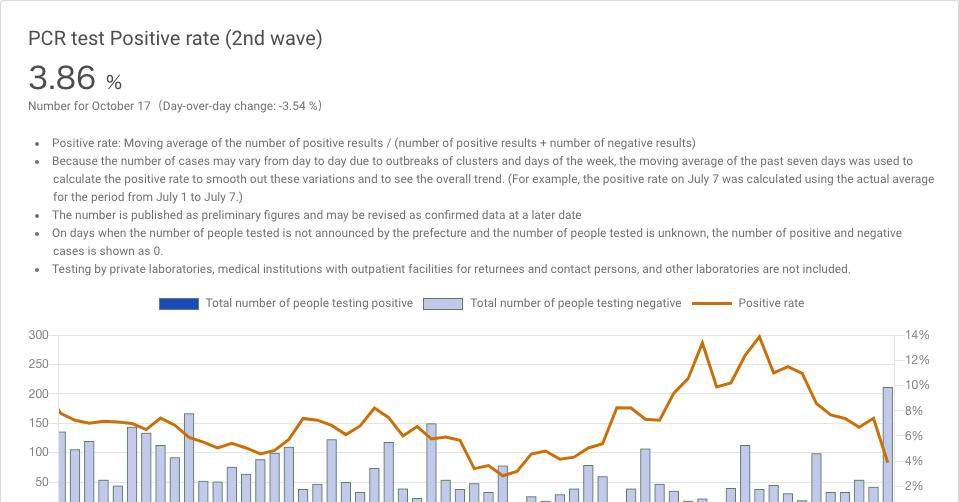 PCR test Positive rate (2nd wave)
3.86 %
Number for October 17 (Day-over-day change: -3.54 %)
• Positive rate: Moving average of the number of positive results / (number of positive results + number of negative results)
• Because the number of cases may vary from day to day due to outbreaks of clusters and days of the week, the moving average of the past seven days was used to
calculate the positive rate to smooth out these variations and to see the overall trend. (For example, the positive rate on July 7 was calculated using the actual average
for the period from July 1 to July 7.)
• The number is published as preliminary figures and may be revised as confirmed data at a later date
• On days when the number of people tested is not announced by the prefecture and the number of people tested is unknown, the number of positive and negative
cases is shown as 0.
• Testing by private laboratories, medical institutions with outpatient facilities for returnees and contact persons, and other laboratories are not included.
Total number of people testing positive Total number of people testing negative Positive rate
300 14%
250 12%
200 10%
150 8%
100 6%
50 4%
2%